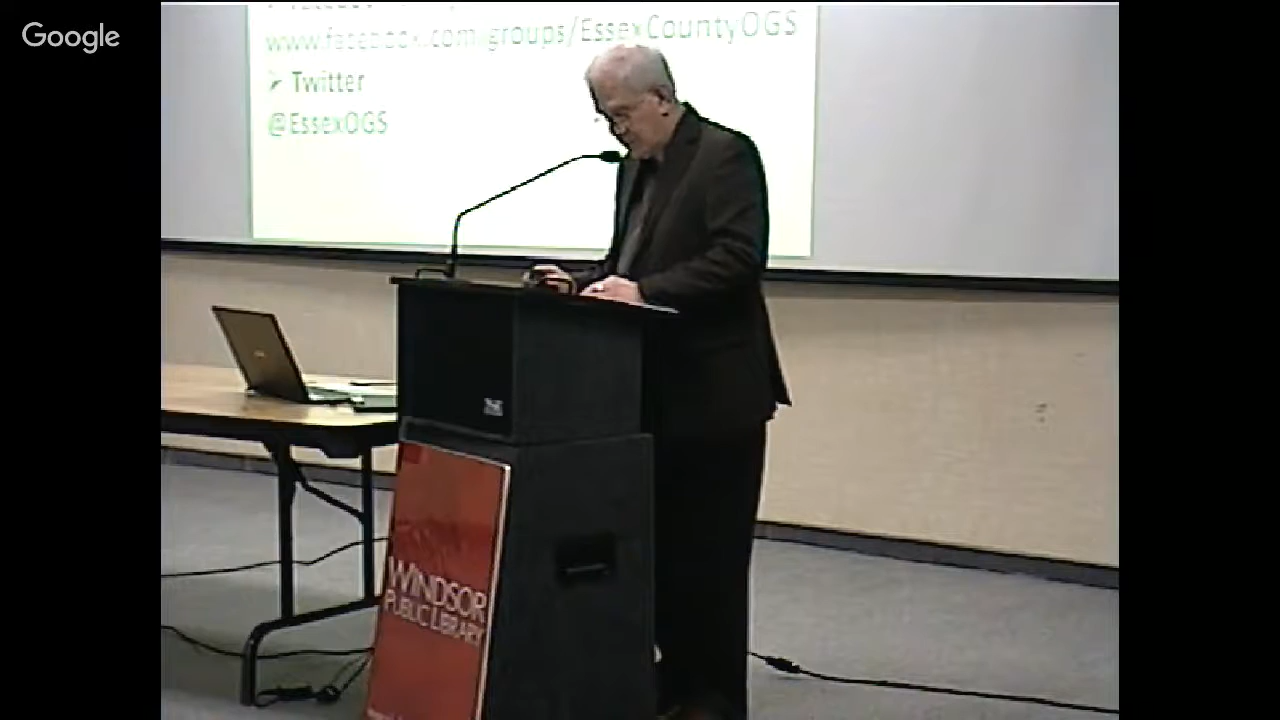 Google
www.facebook.com/groups/EssexCountyOGS
➢ Twitter
@EssexOGS
WINDSOR
PUBLIC LIBRARY